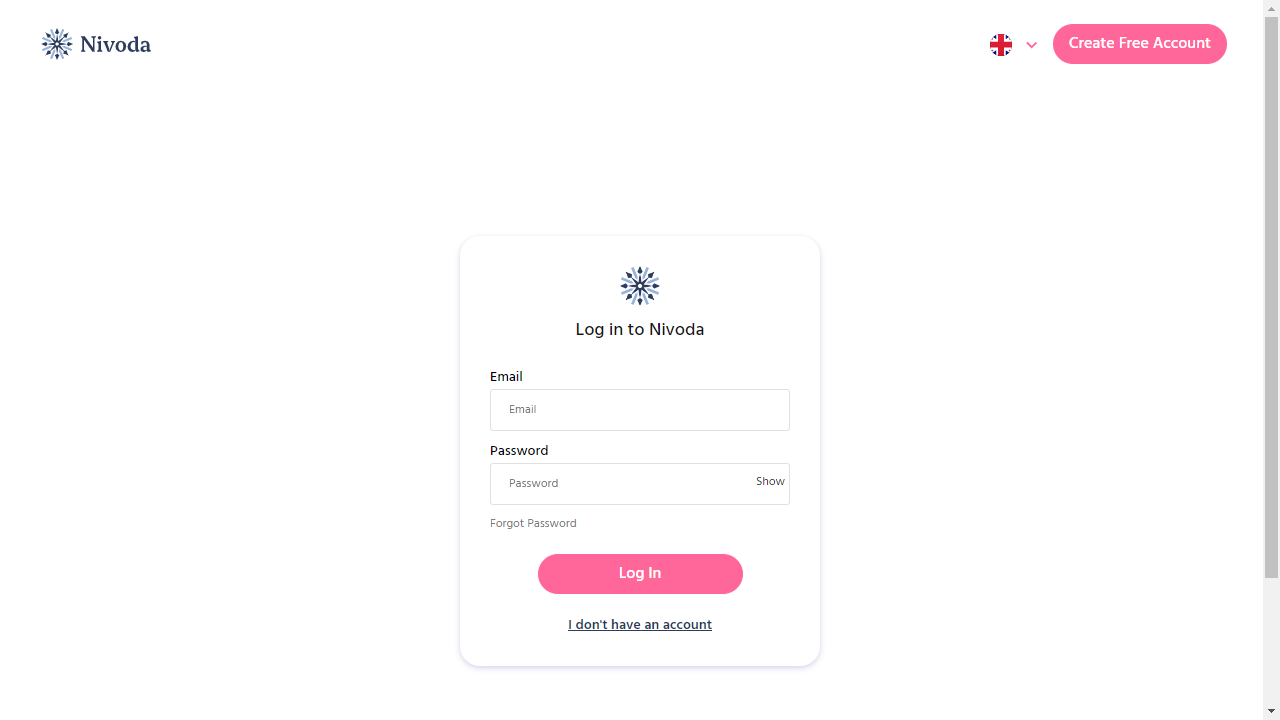 Nivoda
Create Free Account
Log in to Nivoda
Email
Email
Password
Password
Show
Forgot Password
Log In
I don't have an account